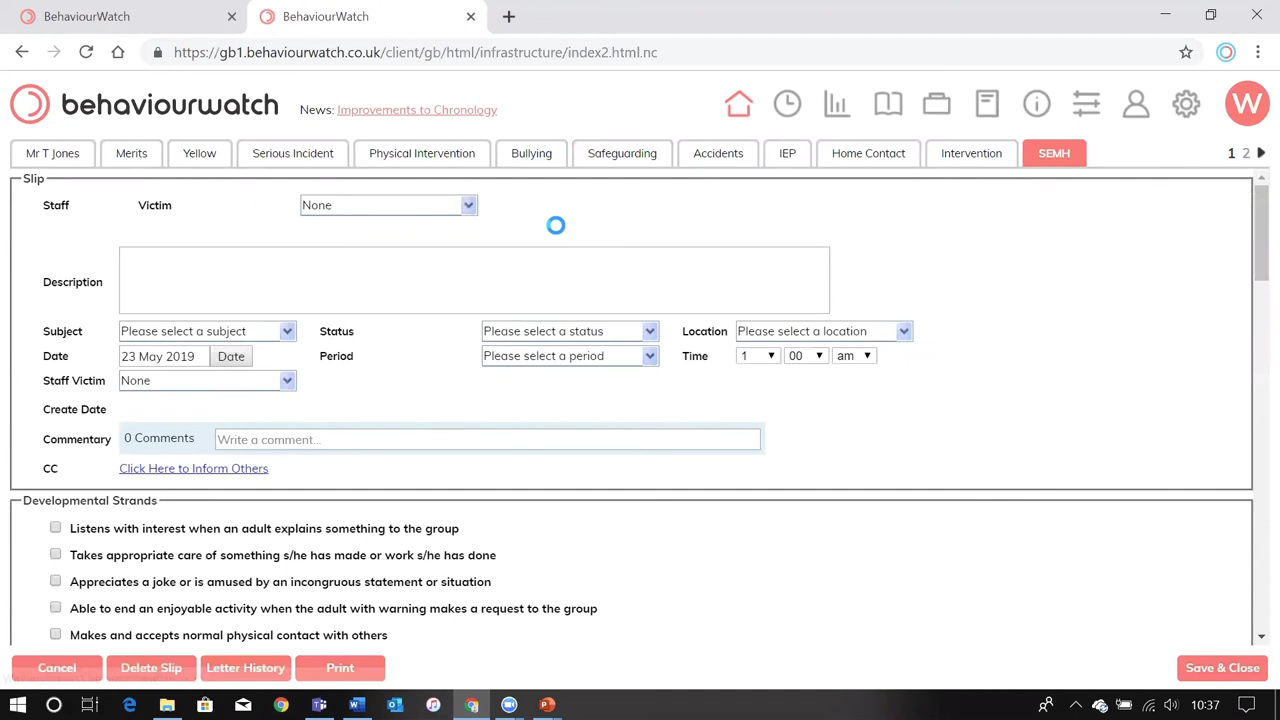 BehaviourWatch
BehaviourWatch
https://gb1.behaviourwatch.co.uk/client/gb/html/infrastructure/index2.html.nc
behaviourwatch
News: Improvements to Chronology
W
Mr T Jones Merits Yellow Serious Incident Physical Intervention Bullying Safeguarding Accidents IEP Home Contact Intervention SEMH 1 2
Slip
Staff Victim None
Description
Subject Please select a subject Status Please select a status Location Please select a location
Date 23 May 2019 Date Period Please select a period Time 1 00 am
Staff Victim None
Create Date
Commentary 0 Comments Write a comment...
CC Click Here to Inform Others
Developmental Strands
Listens with interest when an adult explains something to the group
Takes appropriate care of something s/he has made or work s/he has done
Appreciates a joke or is amused by an incongruous statement or situation
Able to end an enjoyable activity when the adult with warning makes a request to the group
Makes and accepts normal physical contact with others
Cancel Delete Slip Letter History Print Save & Close
10:37